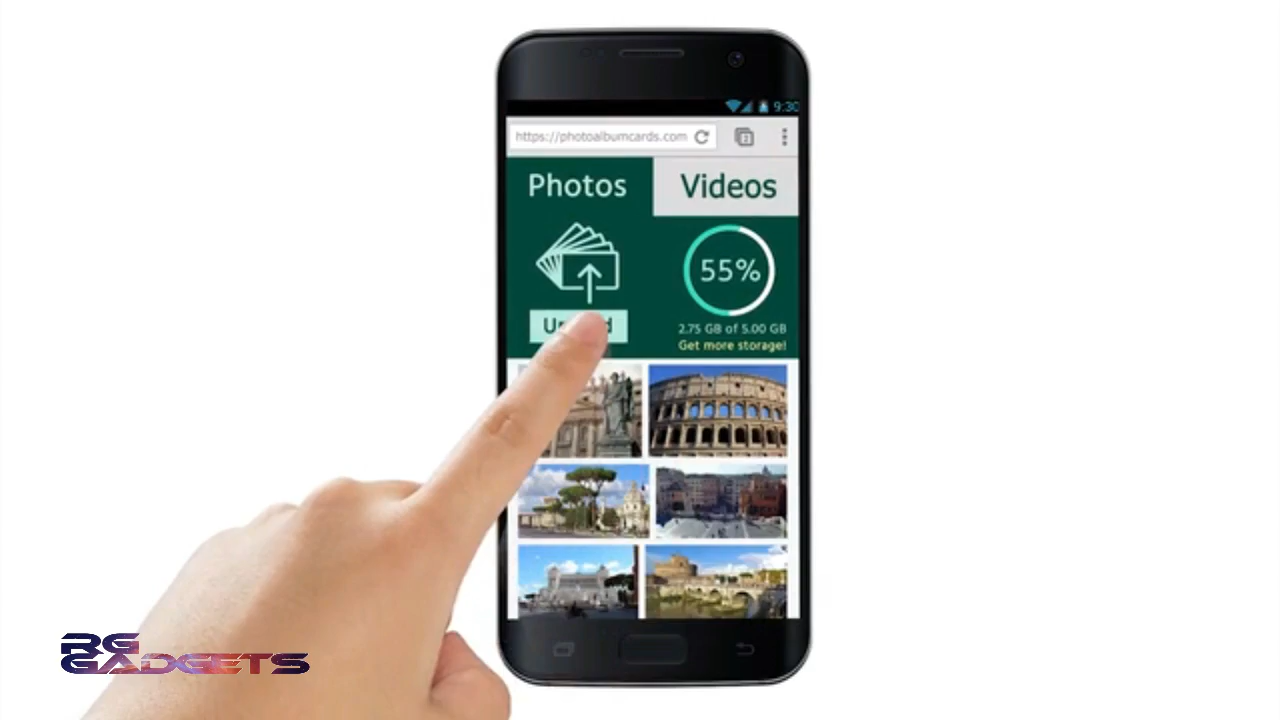 9:30
https://photoalbumcards.com
Photos
Videos
55%
2.75 GB of 5.00 GB
Get more storage!
RG
GADGETS